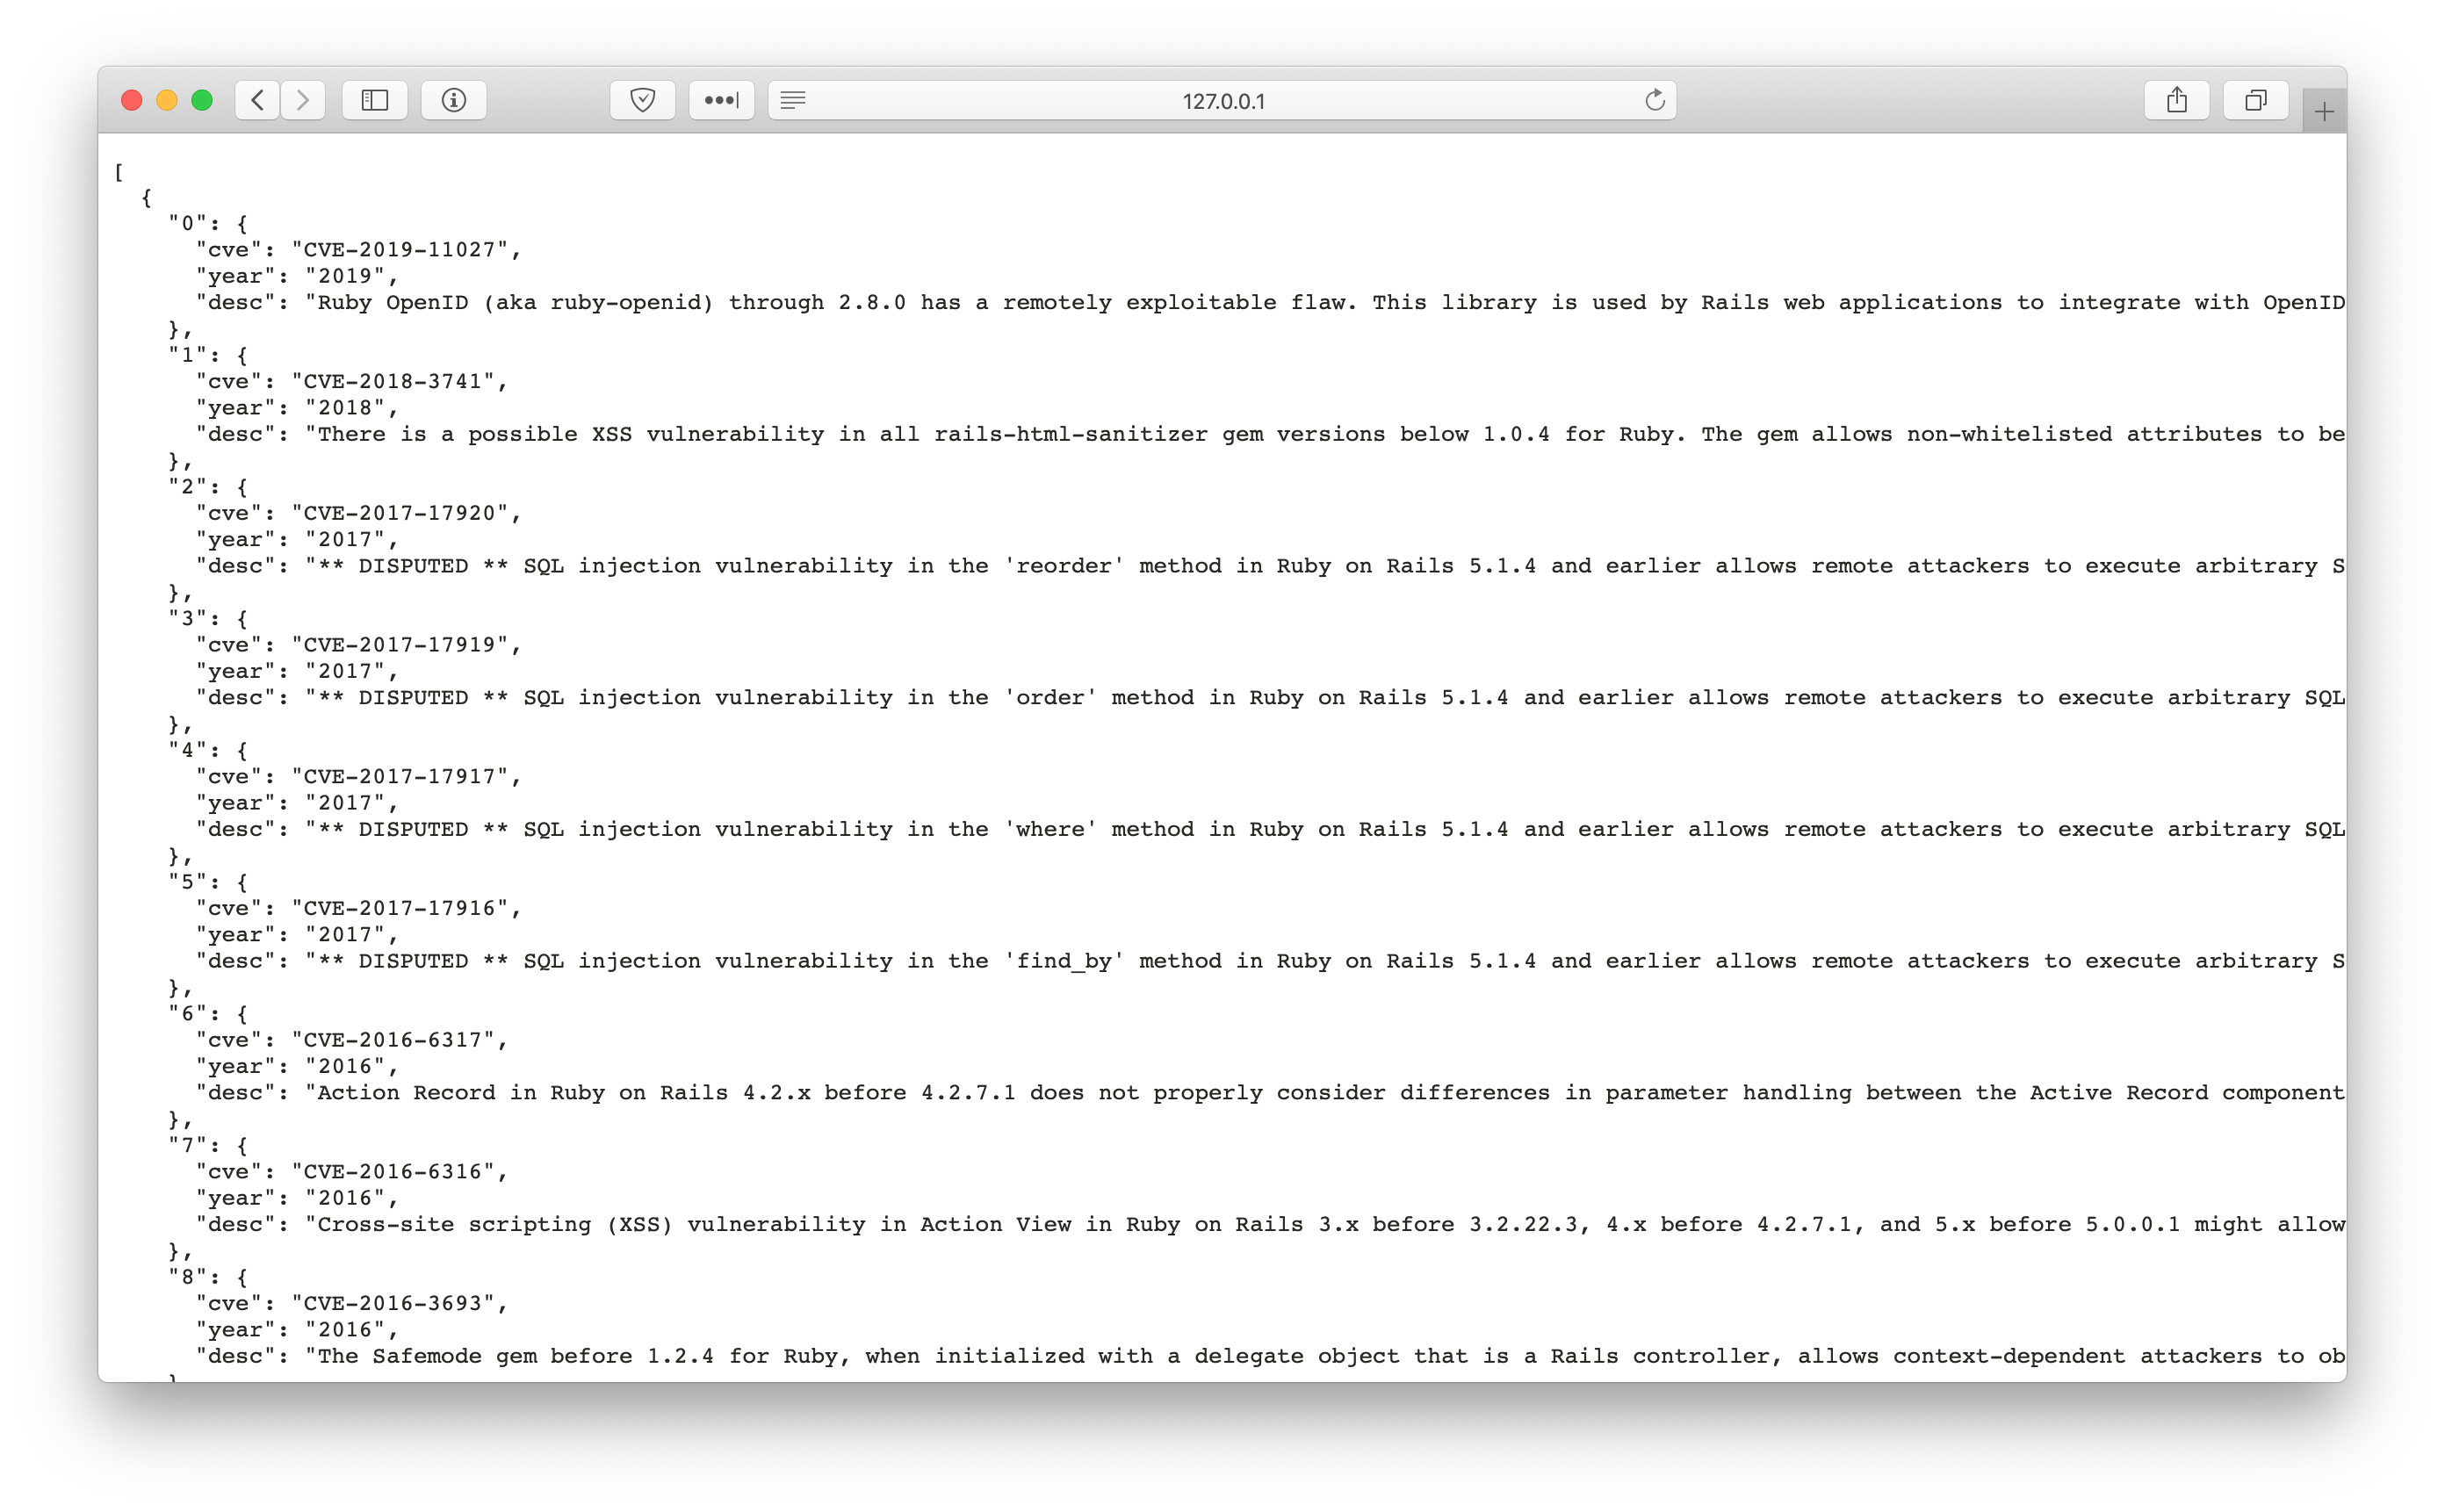 127.0.0.1
[
  {
    "0": {
      "cve": "CVE-2019-11027",
      "year": "2019",
      "desc": "Ruby OpenID (aka ruby-openid) through 2.8.0 has a remotely exploitable flaw. This library is used by Rails web applications to integrate with OpenID
    },
    "1": {
      "cve": "CVE-2018-3741",
      "year": "2018",
      "desc": "There is a possible XSS vulnerability in all rails-html-sanitizer gem versions below 1.0.4 for Ruby. The gem allows non-whitelisted attributes to be
    },
    "2": {
      "cve": "CVE-2017-17920",
      "year": "2017",
      "desc": "** DISPUTED ** SQL injection vulnerability in the 'reorder' method in Ruby on Rails 5.1.4 and earlier allows remote attackers to execute arbitrary S
    },
    "3": {
      "cve": "CVE-2017-17919",
      "year": "2017",
      "desc": "** DISPUTED ** SQL injection vulnerability in the 'order' method in Ruby on Rails 5.1.4 and earlier allows remote attackers to execute arbitrary SQL
    },
    "4": {
      "cve": "CVE-2017-17917",
      "year": "2017",
      "desc": "** DISPUTED ** SQL injection vulnerability in the 'where' method in Ruby on Rails 5.1.4 and earlier allows remote attackers to execute arbitrary SQL
    },
    "5": {
      "cve": "CVE-2017-17916",
      "year": "2017",
      "desc": "** DISPUTED ** SQL injection vulnerability in the 'find_by' method in Ruby on Rails 5.1.4 and earlier allows remote attackers to execute arbitrary S
    },
    "6": {
      "cve": "CVE-2016-6317",
      "year": "2016",
      "desc": "Action Record in Ruby on Rails 4.2.x before 4.2.7.1 does not properly consider differences in parameter handling between the Active Record component
    },
    "7": {
      "cve": "CVE-2016-6316",
      "year": "2016",
      "desc": "Cross-site scripting (XSS) vulnerability in Action View in Ruby on Rails 3.x before 3.2.22.3, 4.x before 4.2.7.1, and 5.x before 5.0.0.1 might allow
    },
    "8": {
      "cve": "CVE-2016-3693",
      "year": "2016",
      "desc": "The Safemode gem before 1.2.4 for Ruby, when initialized with a delegate object that is a Rails controller, allows context-dependent attackers to ob